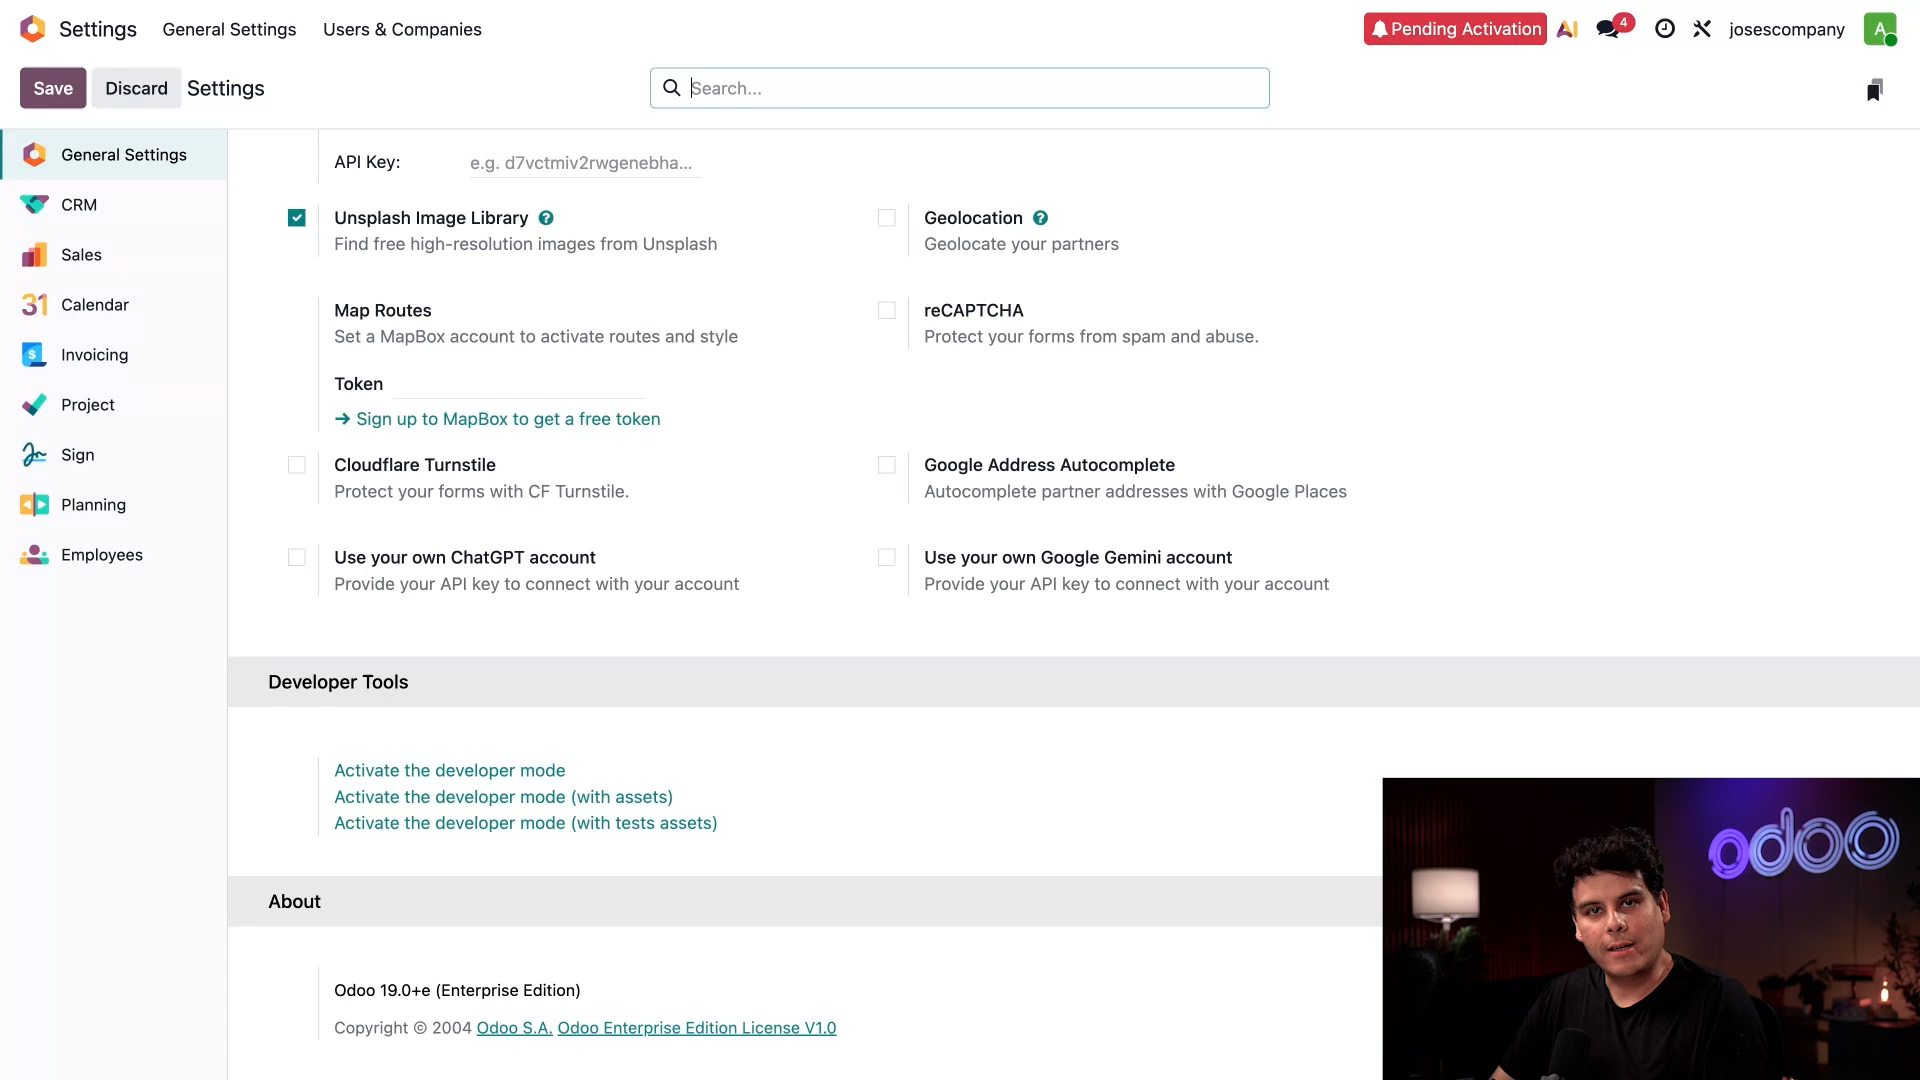 Settings General Settings Users & Companies Pending Activation AI 4 josescompany A
Save Discard Settings Search...
General Settings
CRM
Sales
31 Calendar
$ Invoicing
Project
Sign
Planning
Employees
API Key: e.g. d7vctmiv2rwgenebha...
Unsplash Image Library ?
Find free high-resolution images from Unsplash
Geolocation ?
Geolocate your partners
Map Routes
Set a MapBox account to activate routes and style
Token
→ Sign up to MapBox to get a free token
reCAPTCHA
Protect your forms from spam and abuse.
Cloudflare Turnstile
Protect your forms with CF Turnstile.
Google Address Autocomplete
Autocomplete partner addresses with Google Places
Use your own ChatGPT account
Provide your API key to connect with your account
Use your own Google Gemini account
Provide your API key to connect with your account
Developer Tools
Activate the developer mode
Activate the developer mode (with assets)
Activate the developer mode (with tests assets)
About
Odoo 19.0+e (Enterprise Edition)
Copyright © 2004 Odoo S.A. Odoo Enterprise Edition License V1.0
odoo